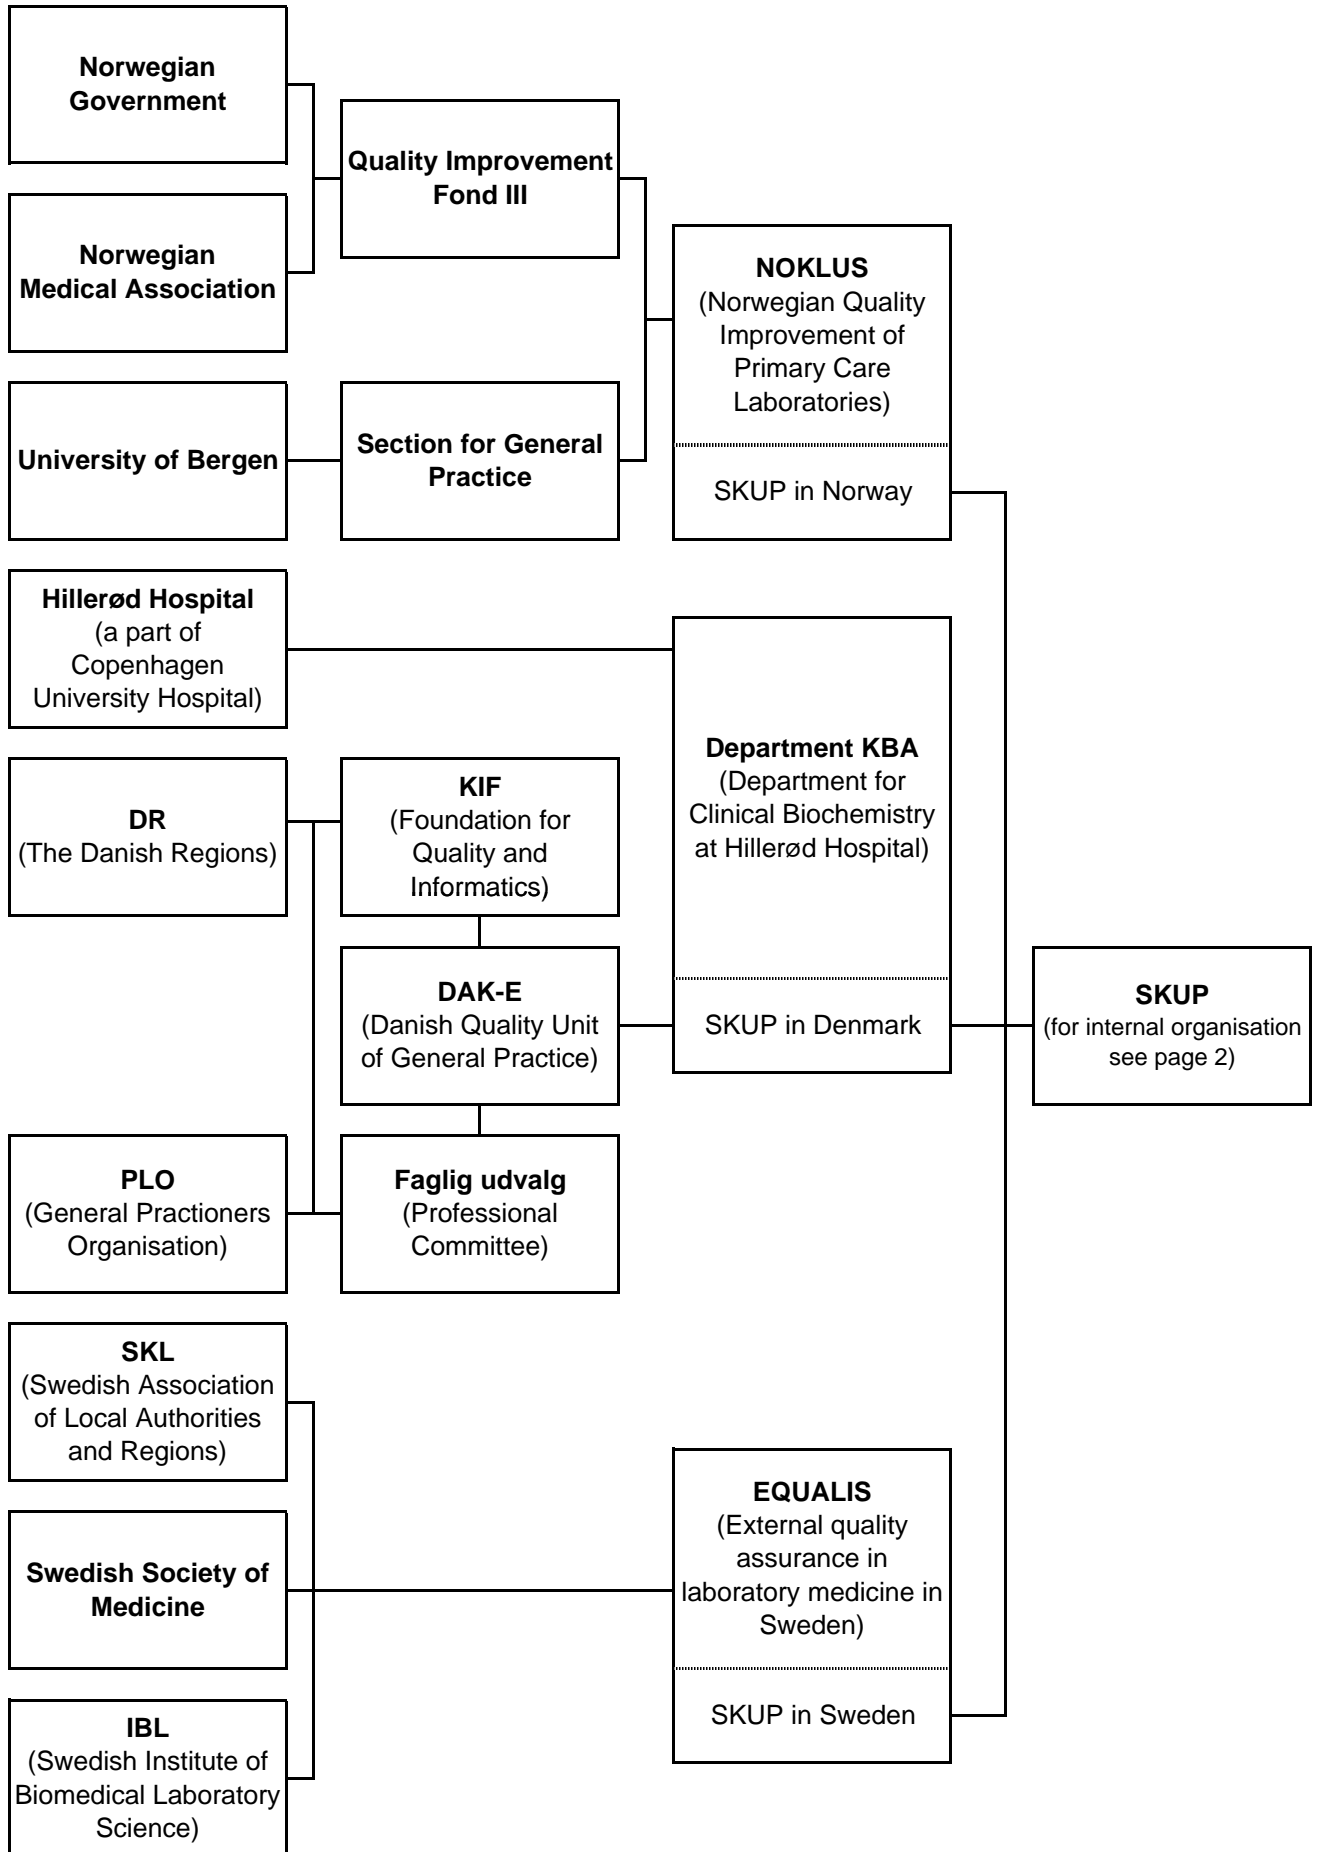 Norwegian
Government
Quality Improvement
Fond III
Norwegian
Medical Association
NOKLUS
(Norwegian Quality
Improvement of
Primary Care
Laboratories)
University of Bergen
Section for General
Practice
SKUP in Norway
Hillerød Hospital
(a part of
Copenhagen
University Hospital)
Department KBA
(Department for
Clinical Biochemistry
at Hillerød Hospital)
DR
(The Danish Regions)
KIF
(Foundation for
Quality and
Informatics)
DAK-E
(Danish Quality Unit
of General Practice)
SKUP in Denmark
SKUP
(for internal organisation
see page 2)
PLO
(General Practioners
Organisation)
Faglig udvalg
(Professional
Committee)
SKL
(Swedish Association
of Local Authorities
and Regions)
Swedish Society of
Medicine
EQUALIS
(External quality
assurance in
laboratory medicine in
Sweden)
SKUP in Sweden
IBL
(Swedish Institute of
Biomedical Laboratory
Science)